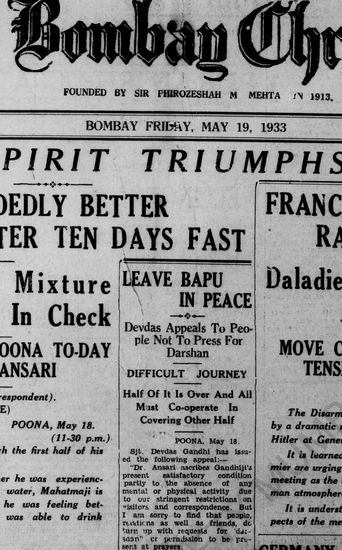 Bombay Chr
FOUNDED BY SIR PHIROZESHAH M MEHTA IN 1913.
BOMBAY FRIDAY, MAY 19, 1933
PIRIT TRIUMPHS
DEDLY BETTER
TER TEN DAYS FAST
Mixture
In Check
OONA TO-DAY
ANSARI
respondent).
E)
POONA, May 18.
(11-30 p.m.)
h the first half of his
er he was experienc-
water, Mahatmaji is
he was feeling bet-
was able to drink
LEAVE BAPU
IN PEACE
Devdas Appeals To Peo-
ple Not To Press For
Darshan
DIFFICULT JOURNEY
Half Of It Is Over And All
Must Co-operate In
Covering Other Half
POONA, May 18.
Sjt. Devdas Gandhi has issu-
ed the following appeal:—
"Dr. Ansari ascribes Gandhiji's
present satisfactory condition
partly to the absence of any
mental or physical activity due
to our stringent restrictions on
visitors and correspondence. But
I am sorry to find that people,
relations as well as friends, do
turn up with requests for 'dar-
shan" or permission to be pre-
sent at prayers.
FRANC
RA
Daladie
MOVE C
TENS
The Disarm
by a dramatic
Hitler at Gene
It is learne
mier are urging
meeting as the
man atmospher
It is underst
pects of the me
GERMANY